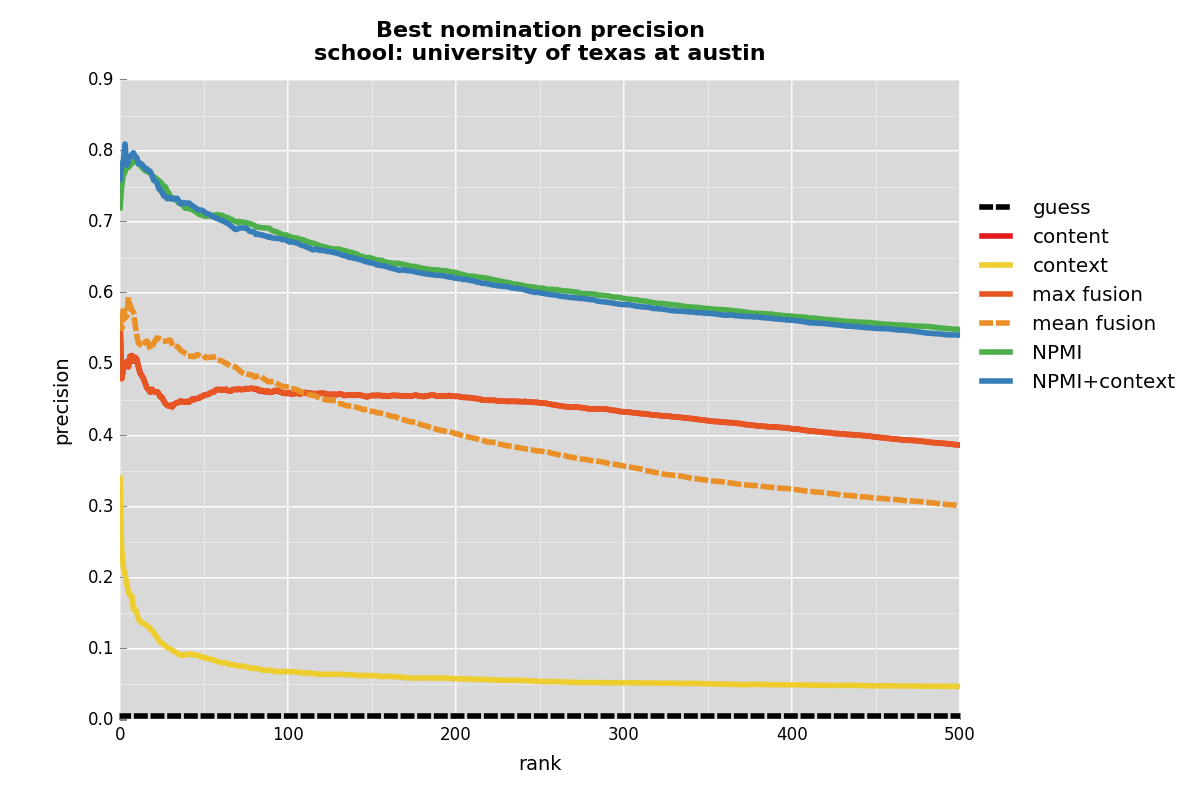 Best nomination precision
school: university of texas at austin
0.9
0.8
0.7
0.6
0.5
0.4
0.3
0.2
0.1
0.0
precision
0 100 200 300 400 500
rank
guess
content
context
max fusion
mean fusion
NPMI
NPMI+context